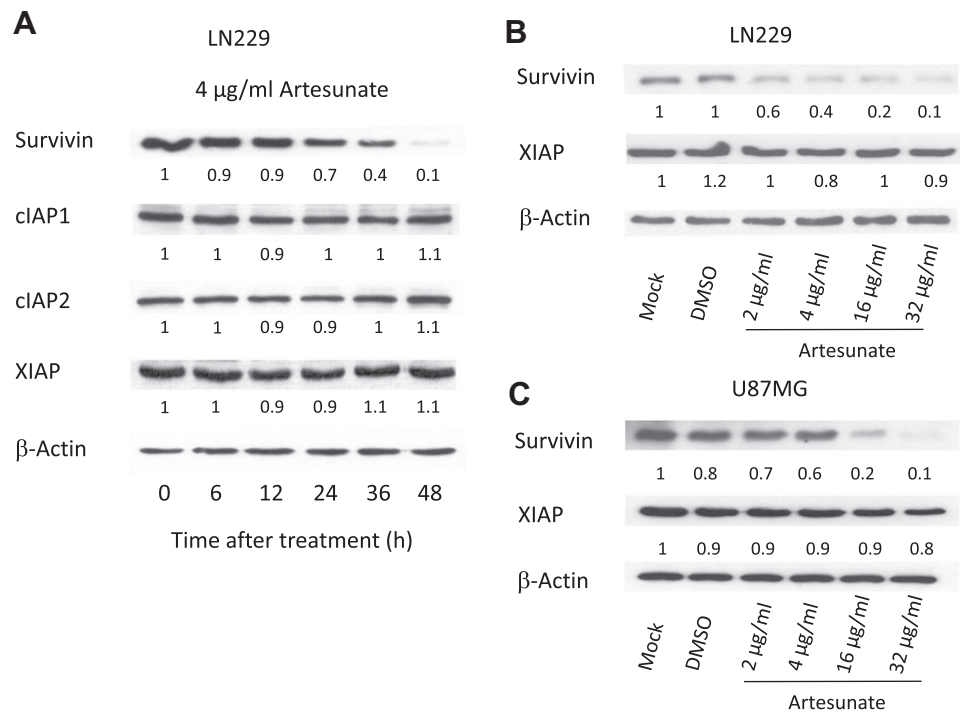 A
LN229
4 µg/ml Artesunate
Survivin
1 0.9 0.9 0.7 0.4 0.1
cIAP1
1 1 0.9 1 1 1.1
cIAP2
1 1 0.9 0.9 1 1.1
XIAP
1 1 0.9 0.9 1.1 1.1
β-Actin
0 6 12 24 36 48
Time after treatment (h)
B
LN229
Survivin
1 1 0.6 0.4 0.2 0.1
XIAP
1 1.2 1 0.8 1 0.9
β-Actin
Mock DMSO 2 µg/ml 4 µg/ml 16 µg/ml 32 µg/ml
Artesunate
C
U87MG
Survivin
1 0.8 0.7 0.6 0.2 0.1
XIAP
1 0.9 0.9 0.9 0.9 0.8
β-Actin
Mock DMSO 2 µg/ml 4 µg/ml 16 µg/ml 32 µg/ml
Artesunate